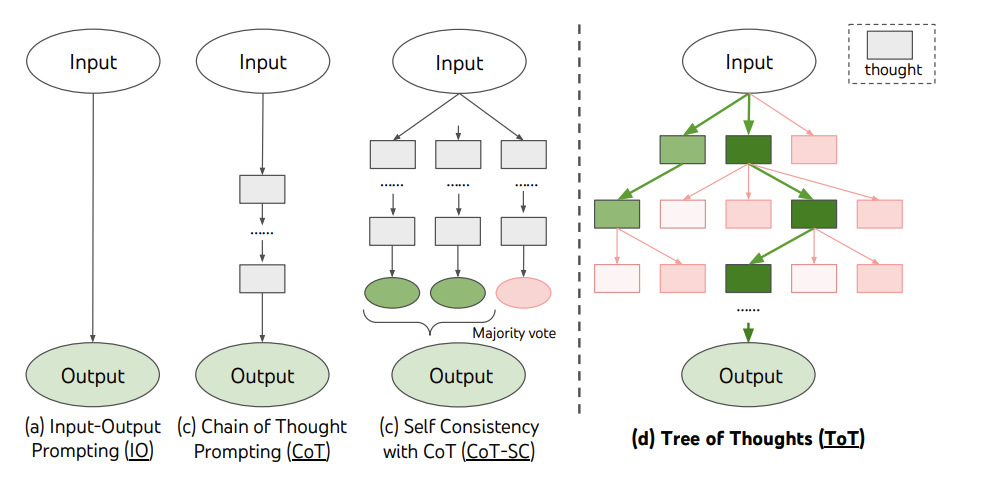 Input
Output
(a) Input-Output
Prompting (IO)
Input
......
Output
(c) Chain of Thought
Prompting (CoT)
Input
......
......
......
Majority vote
Output
(c) Self Consistency
with CoT (CoT-SC)
Input
thought
......
Output
(d) Tree of Thoughts (ToT)